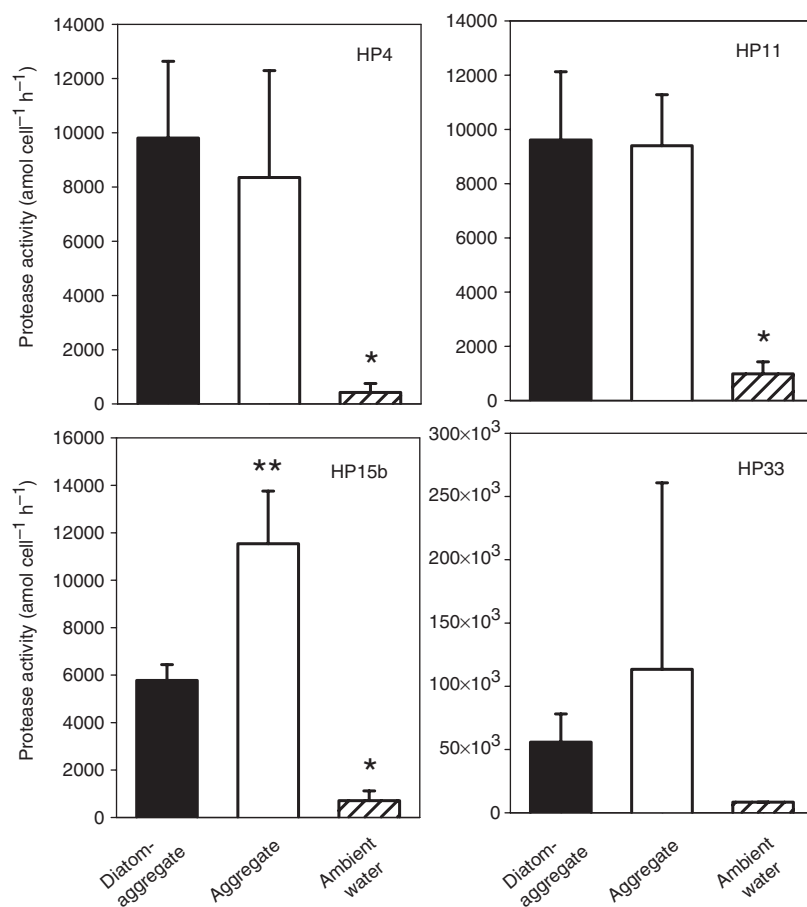 HP4
14000
12000
10000
8000
6000
4000
2000
0
Protease activity (amol cell⁻¹ h⁻¹)
*
HP11
14000
12000
10000
8000
6000
4000
2000
0
*
HP15b
16000
14000
12000
10000
8000
6000
4000
2000
0
Protease activity (amol cell⁻¹ h⁻¹)
**
*
Diatom-
aggregate
Aggregate
Ambient
water
HP33
300×10³
250×10³
200×10³
150×10³
100×10³
50×10³
0
Diatom-
aggregate
Aggregate
Ambient
water